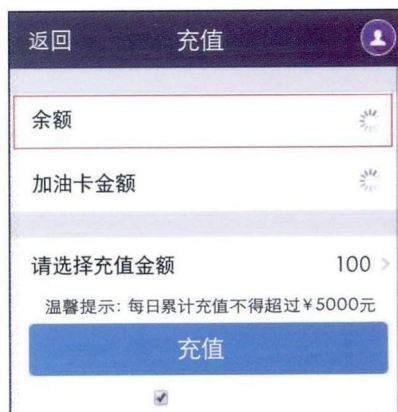 返回 充值
余额
加油卡金额
请选择充值金额 100 >
温馨提示: 每日累计充值不得超过¥5000元
充值